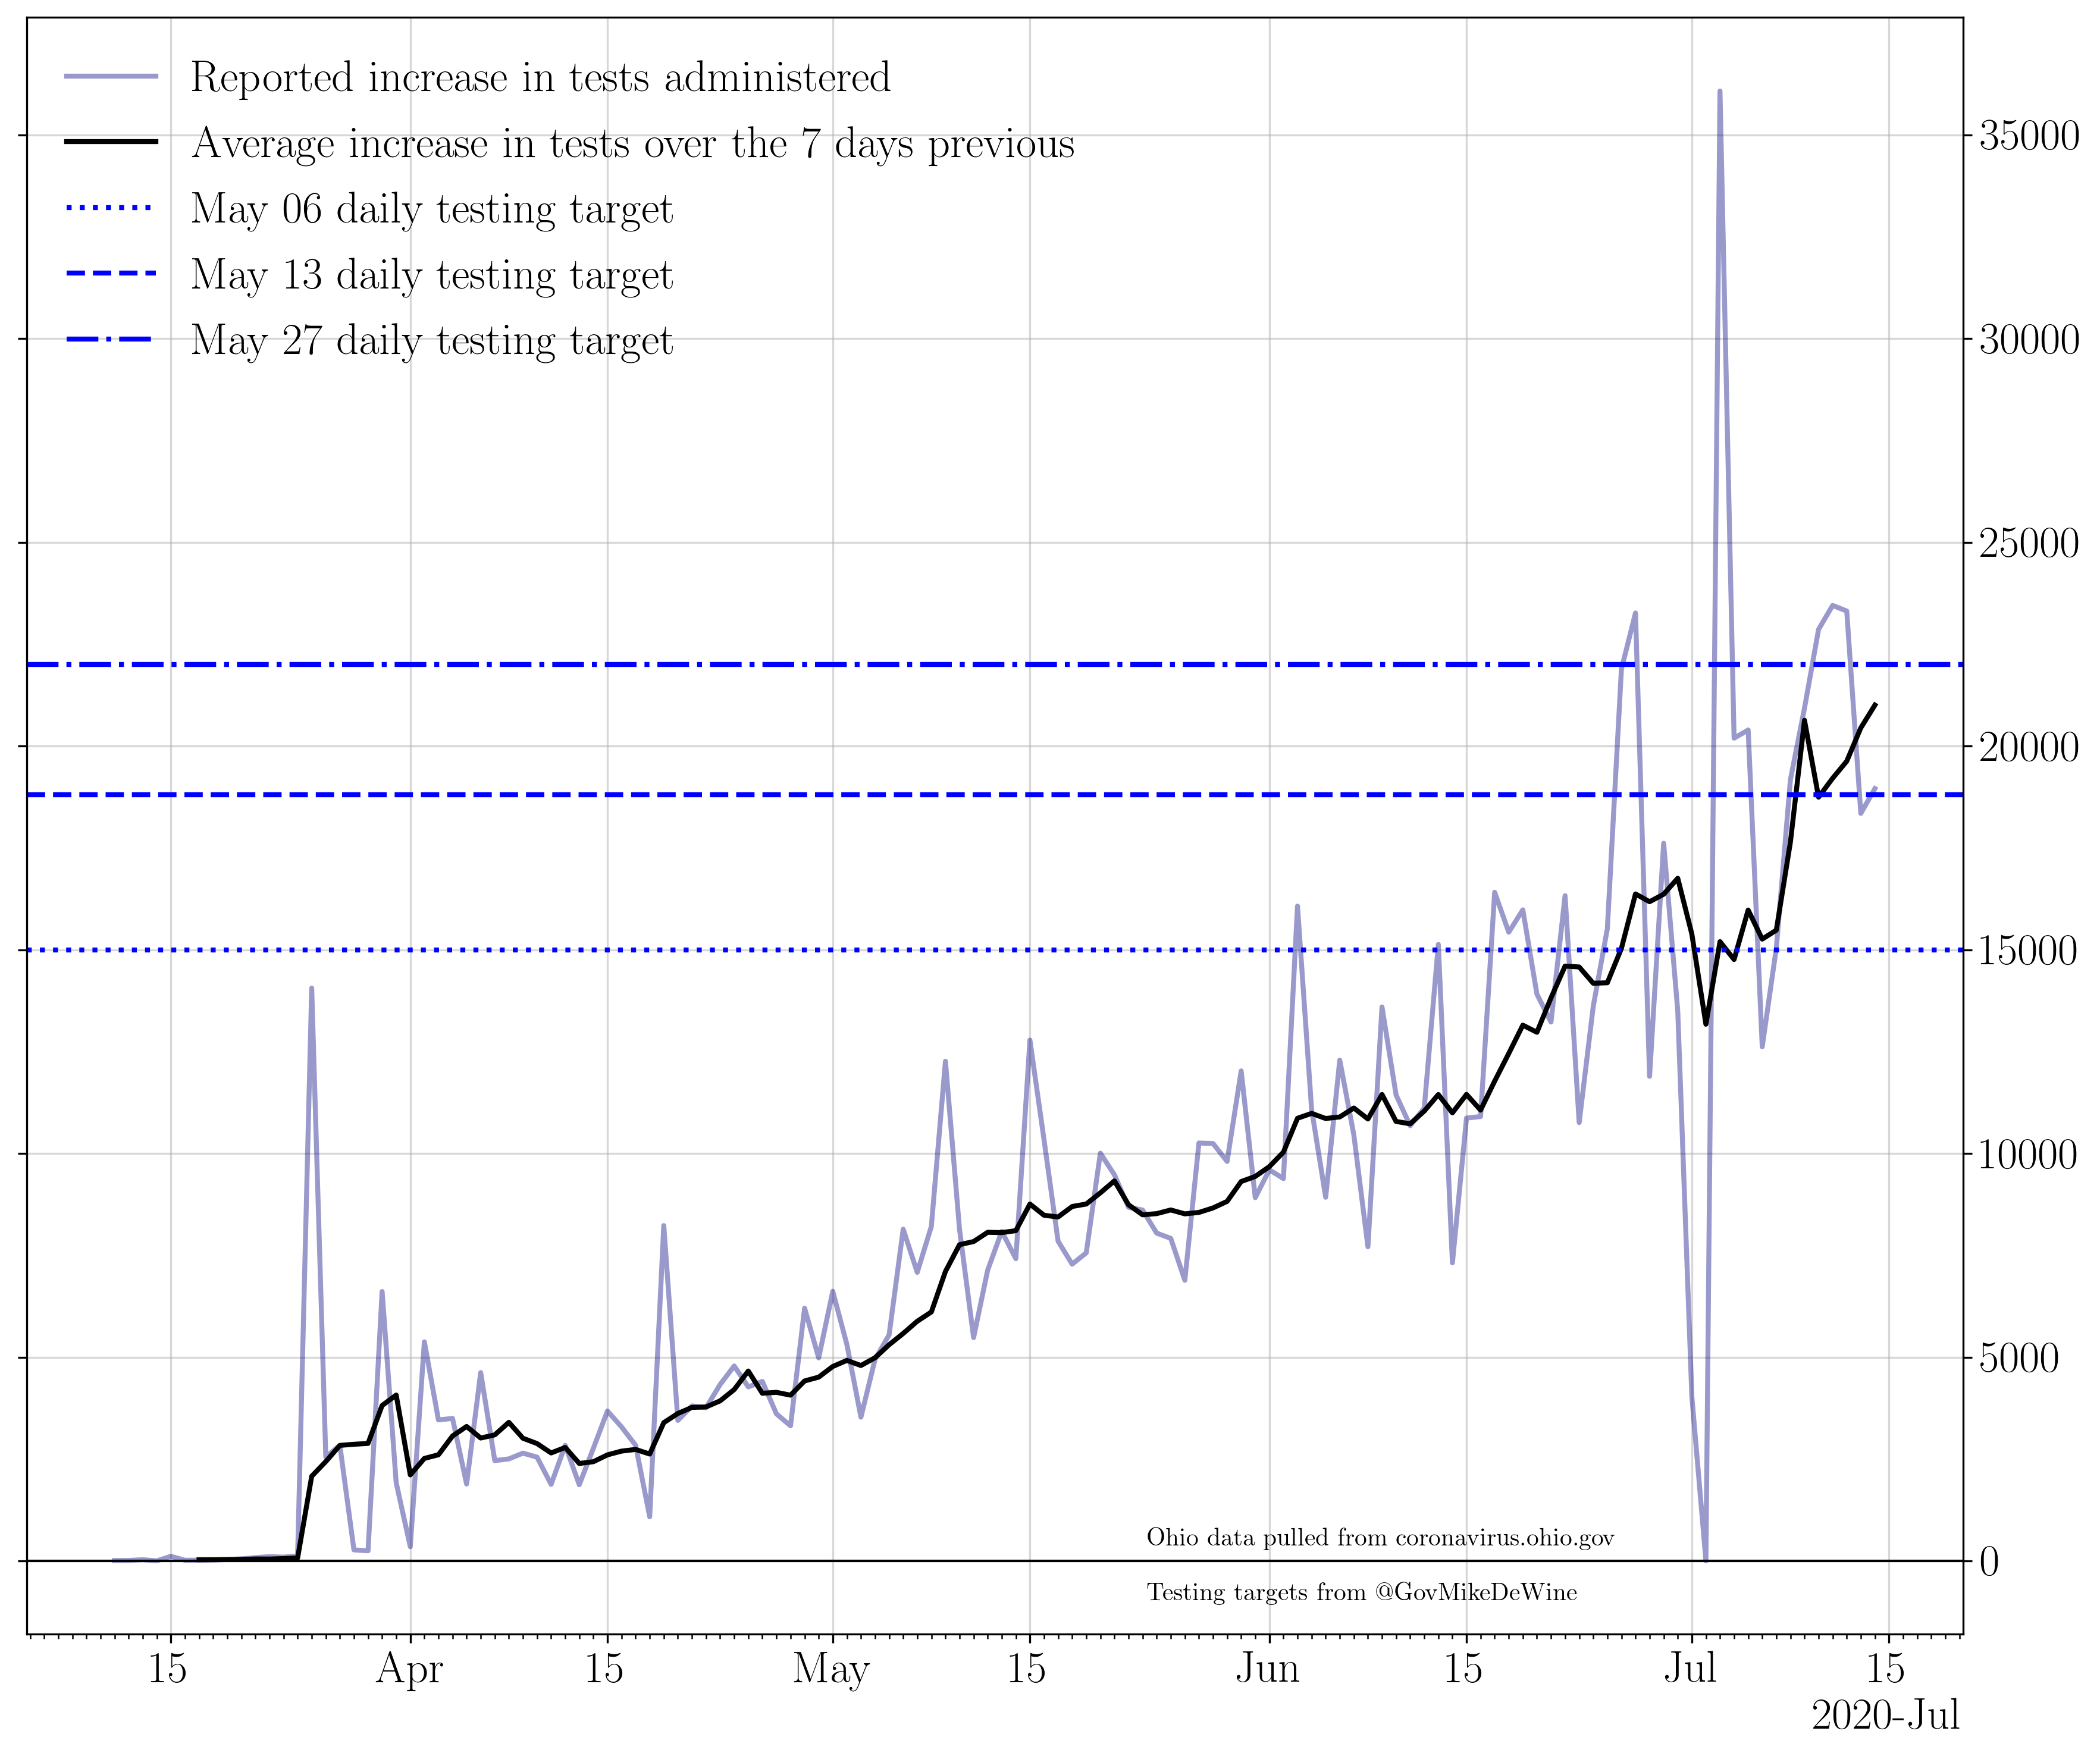 Reported increase in tests administered
Average increase in tests over the 7 days previous
May 06 daily testing target
May 13 daily testing target
May 27 daily testing target
35000
30000
25000
20000
15000
10000
5000
0
Ohio data pulled from coronavirus.ohio.gov
Testing targets from @GovMikeDeWine
15 Apr 15 May 15 Jun 15 Jul 15
2020-Jul